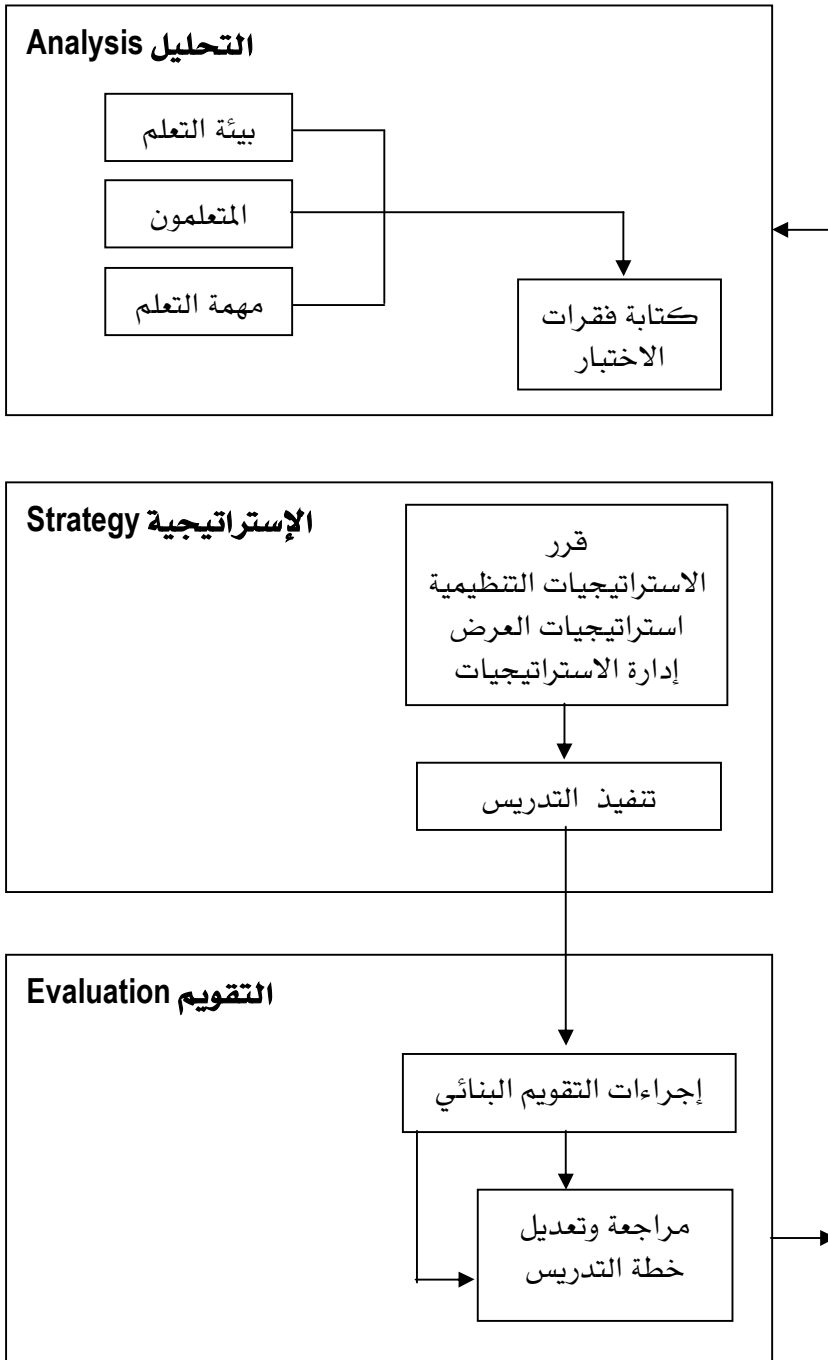 التحليل Analysis
بيئة التعلم
المتعلمون
مهمة التعلم
كتابة فقرات
الاختبار
الإستراتيجية Strategy
قرر
الاستراتيجيات التنظيمية
استراتيجيات العرض
إدارة الاستراتيجيات
تنفيذ التدريس
التقويم Evaluation
إجراءات التقويم البنائي
مراجعة وتعديل
خطة التدريس